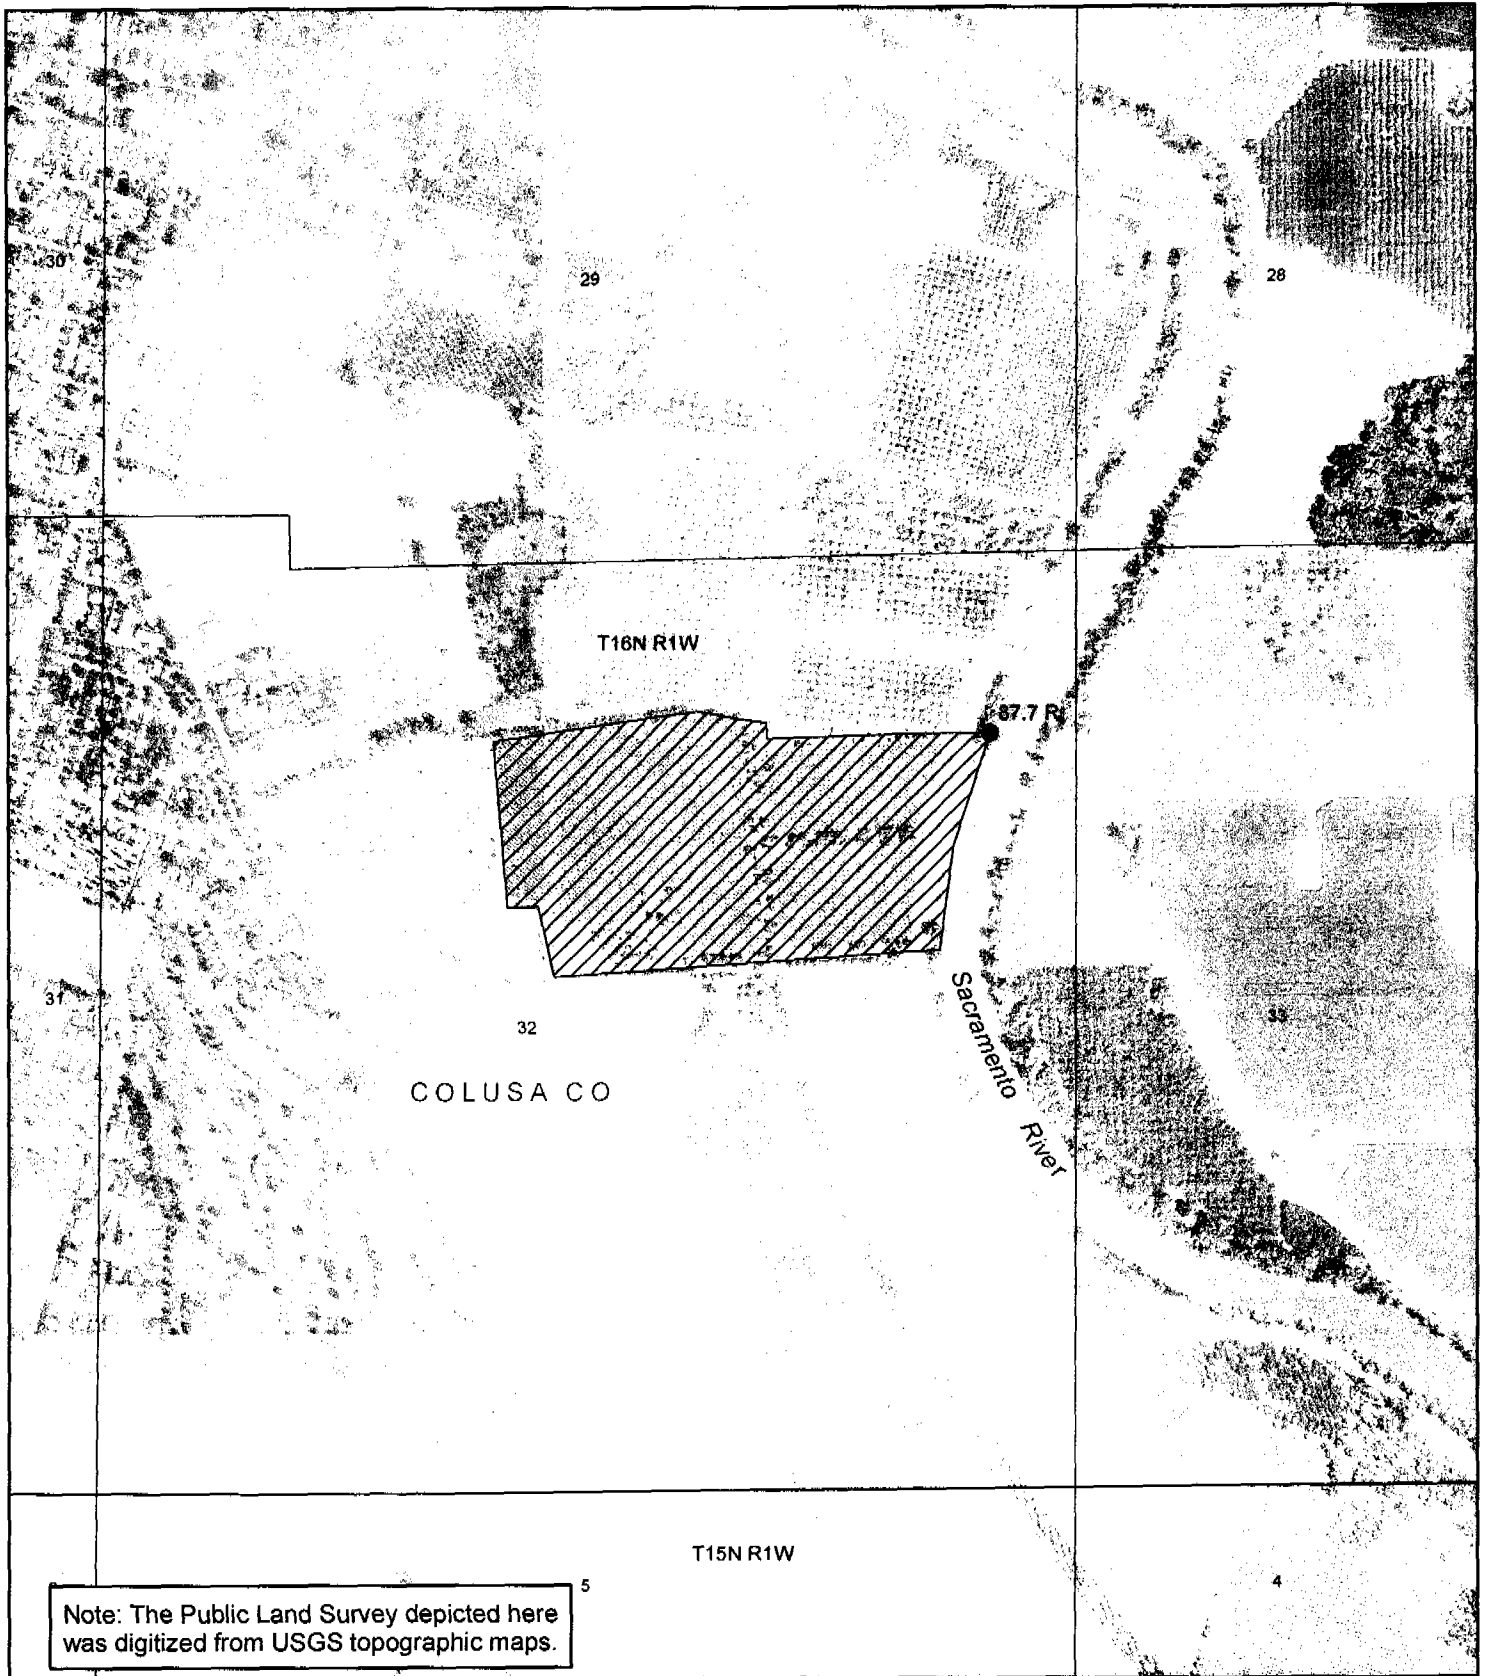 30
29
28
T16N R1W
87.7 R
31
32
33
COLUSA CO
Sacramento River
T15N R1W
5
4
Note: The Public Land Survey depicted here
was digitized from USGS topographic maps.